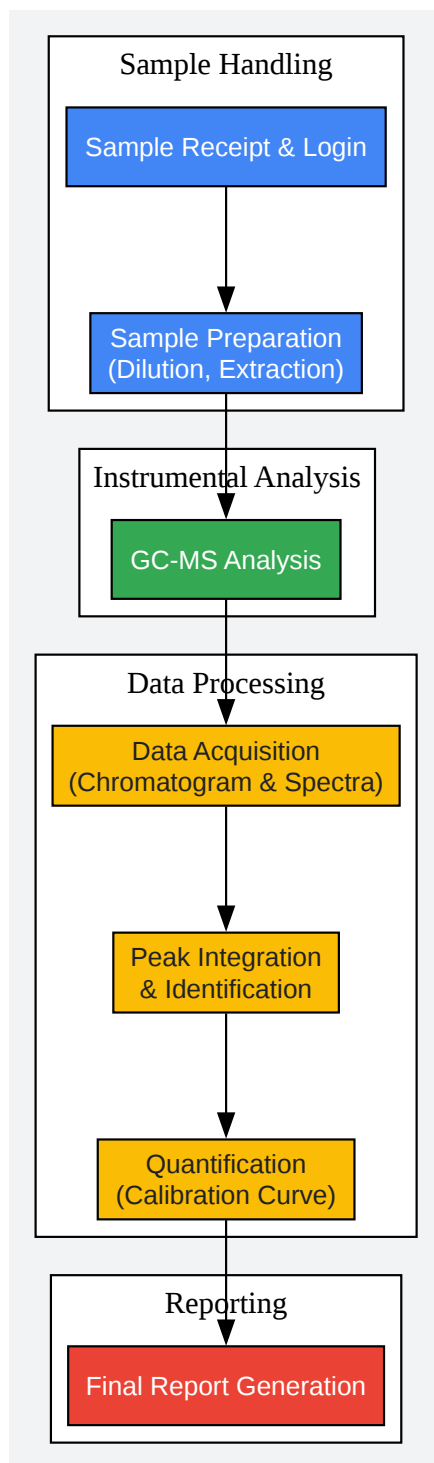 Sample Handling
Sample Receipt & Login
Sample Preparation
(Dilution, Extraction)
Instrumental Analysis
GC-MS Analysis
Data Processing
Data Acquisition
(Chromatogram & Spectra)
Peak Integration
& Identification
Quantification
(Calibration Curve)
Reporting
Final Report Generation